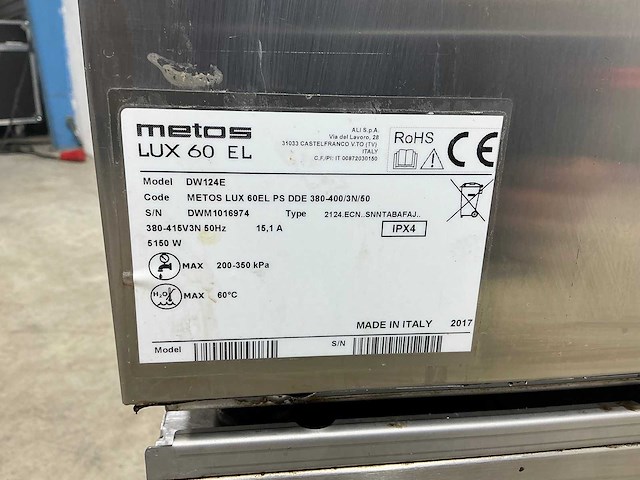 metos
LUX 60 EL
ALI S.p.A.
Via del Lavoro, 28
31033 CASTELFRANCO V.TO (TV)
ITALY
C.F./PI: IT 00872030150
RoHS
CE
Model DW124E
Code METOS LUX 60EL PS DDE 380-400/3N/50
S/N DWM1016974 Type 2124.ECN..SNNTABAFAJ..
380-415V3N 50Hz 15,1 A IPX4
5150 W
MAX 200-350 kPa
H₂O MAX 60°C
MADE IN ITALY 2017
Model S/N